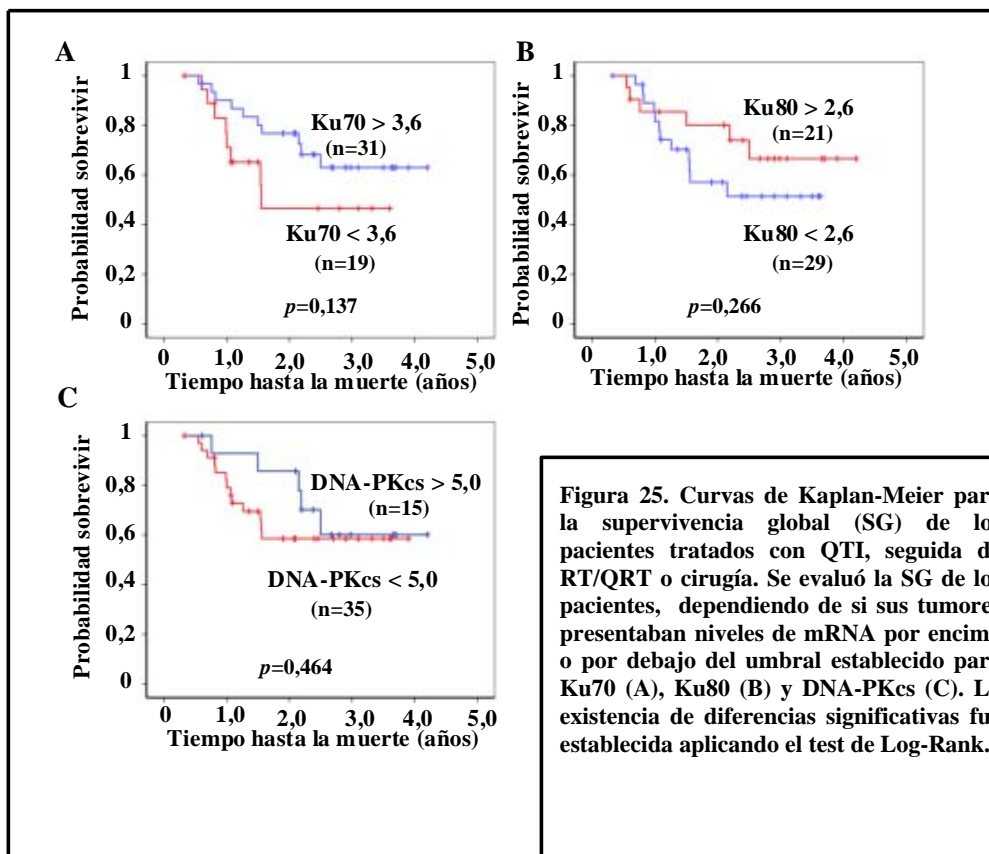 A
Probabilidad sobrevivir
1
0,8
0,6
0,4
0,2
0
Ku70 > 3,6
(n=31)
Ku70 < 3,6
(n=19)
p=0,137
0 1,0 2,0 3,0 4,0 5,0
Tiempo hasta la muerte (años)
B
Probabilidad sobrevivir
1
0,8
0,6
0,4
0,2
0
Ku80 > 2,6
(n=21)
Ku80 < 2,6
(n=29)
p=0,266
0 1,0 2,0 3,0 4,0 5,0
Tiempo hasta la muerte (años)
C
Probabilidad sobrevivir
1
0,8
0,6
0,4
0,2
0
DNA-PKcs > 5,0
(n=15)
DNA-PKcs < 5,0
(n=35)
p=0,464
0 1,0 2,0 3,0 4,0 5,0
Tiempo hasta la muerte (años)
Figura 25. Curvas de Kaplan-Meier par
la supervivencia global (SG) de lo
pacientes tratados con QTI, seguida d
RT/QRT o cirugía. Se evaluó la SG de lo
pacientes, dependiendo de si sus tumore
presentaban niveles de mRNA por encim
o por debajo del umbral establecido par
Ku70 (A), Ku80 (B) y DNA-PKcs (C). L
existencia de diferencias significativas fu
establecida aplicando el test de Log-Rank.